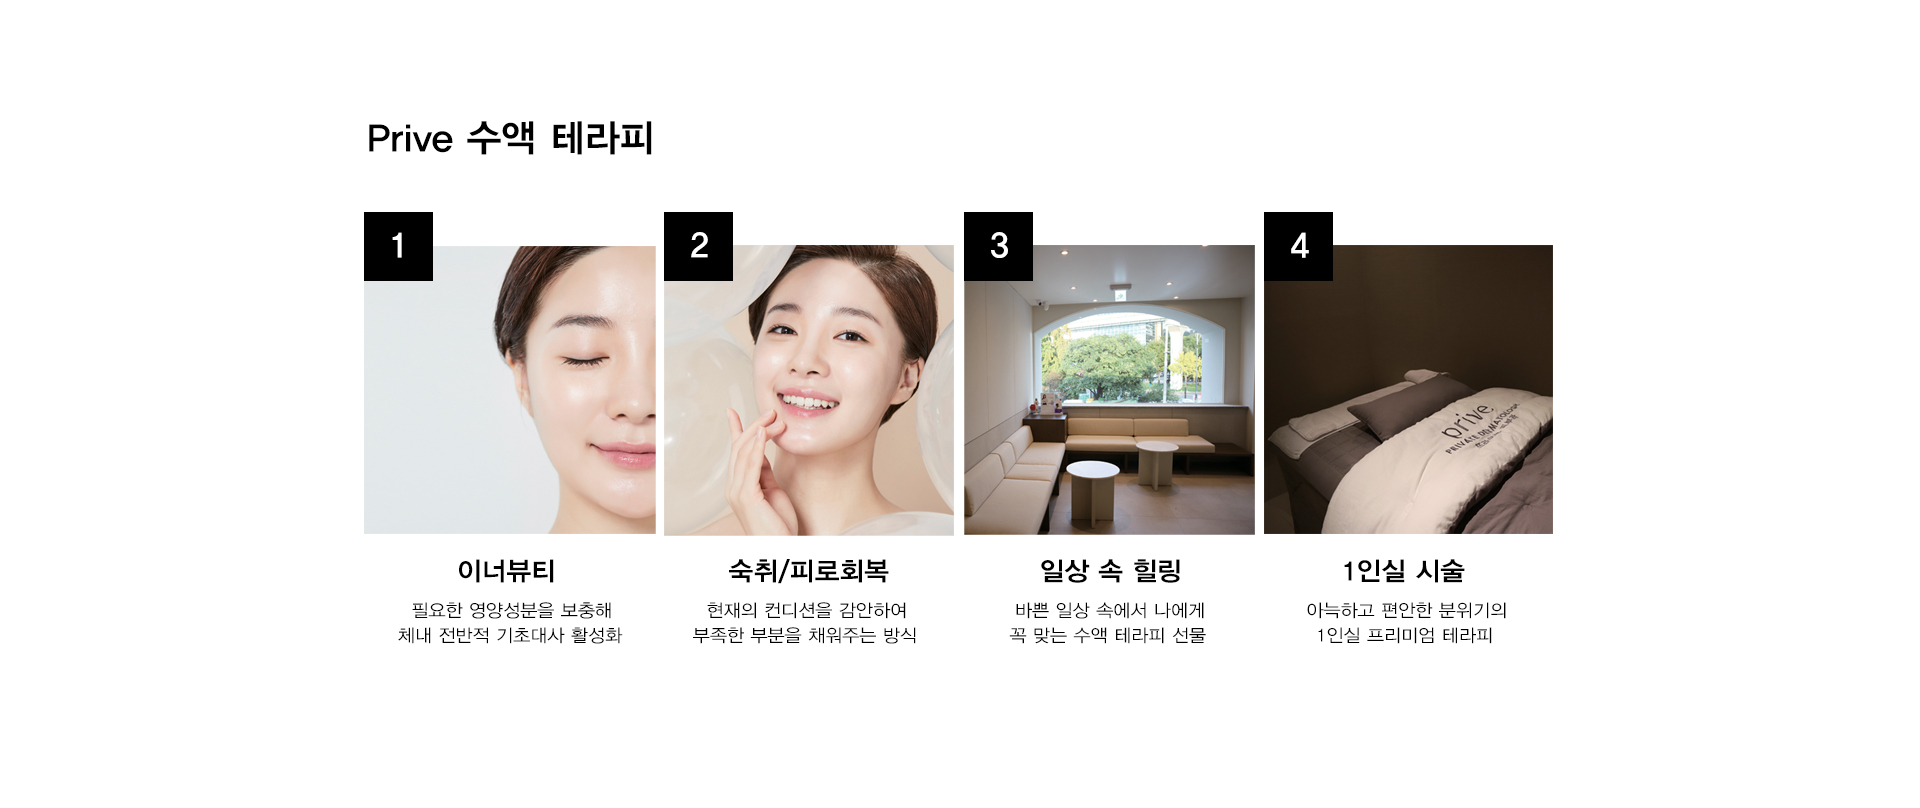 Prive 수액 테라피
1
2
3
4
prive.
PRIVATE DERMATOLOGY
이너뷰티
필요한 영양성분을 보충해
체내 전반적 기초대사 활성화
숙취/피로회복
현재의 컨디션을 감안하여
부족한 부분을 채워주는 방식
일상 속 힐링
바쁜 일상 속에서 나에게
꼭 맞는 수액 테라피 선물
1인실 시술
아늑하고 편안한 분위기의
1인실 프리미엄 테라피